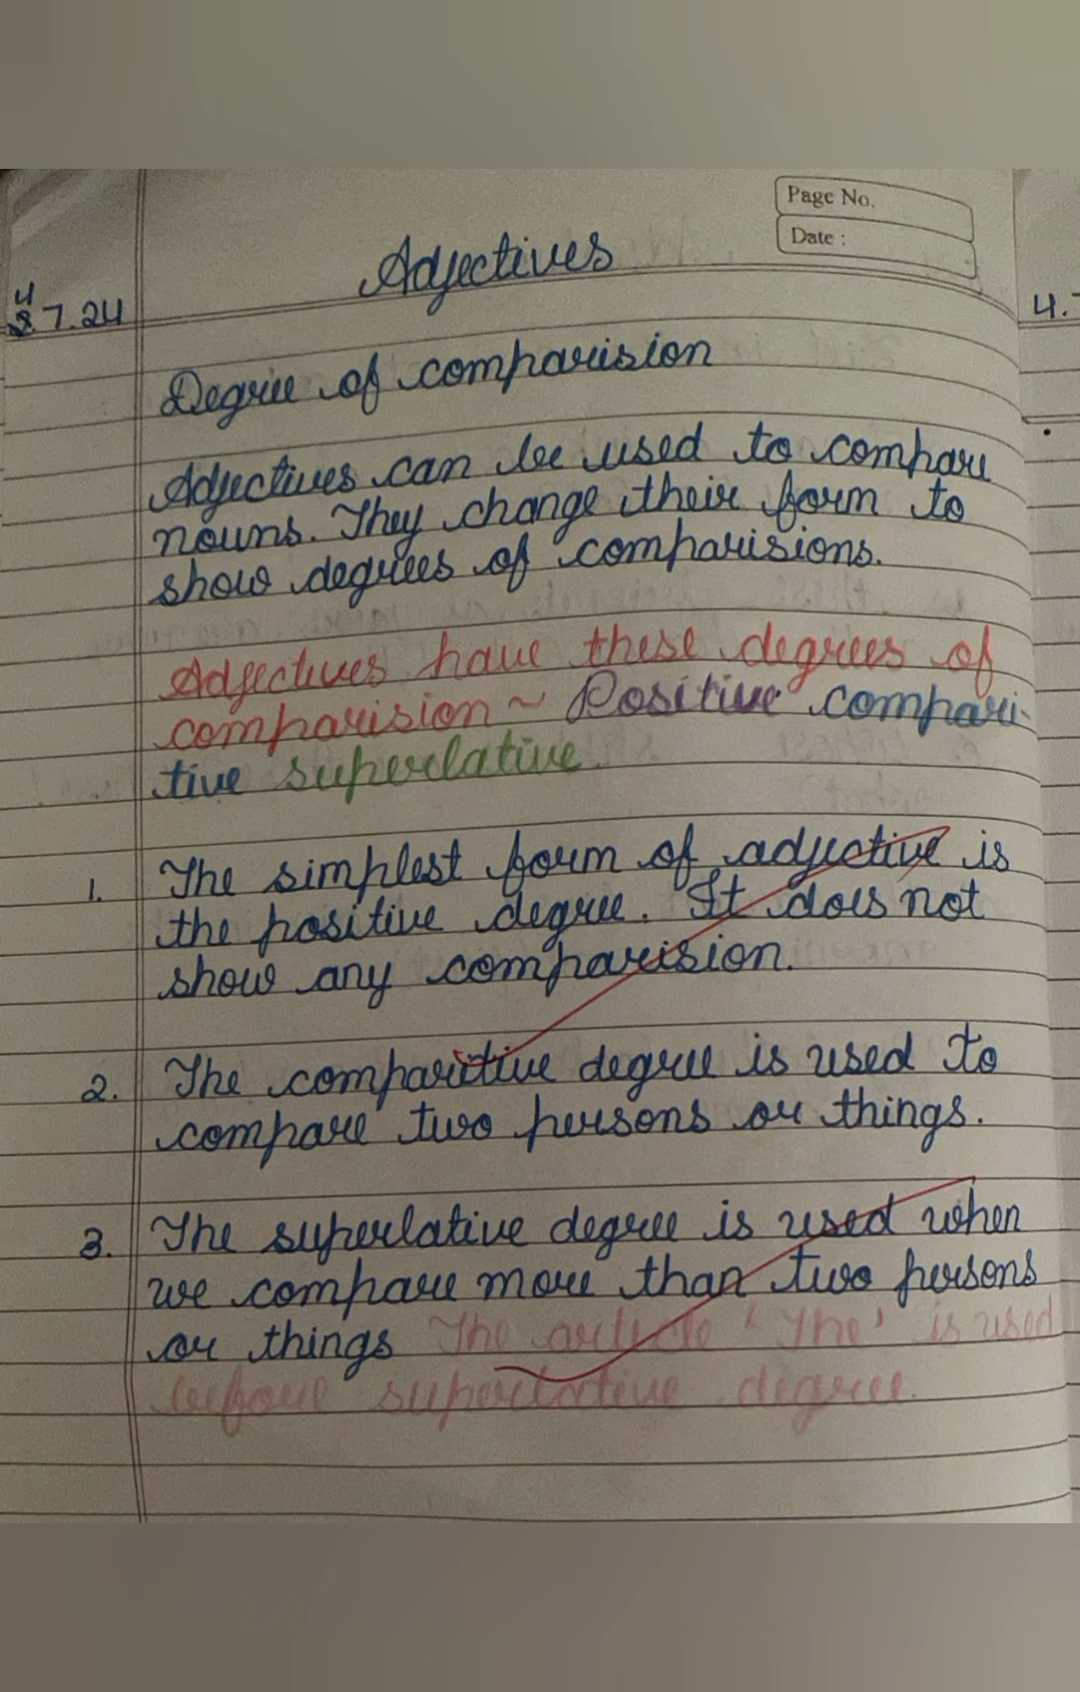 Page No.
Date :
Adjectives
4 7.24
4.7
Degree of comparision
Adjectives can be used to compare
nouns. They change their form to
show degrees of comparisions.
Adjectives have these degrees of
comparision ~ Positive compari-
tive superlative
1. The simplest form of adjective is
the positive degree. It does not
show any comparision.
2. The comparitive degree is used to
compare two persons or things.
3. The superlative degree is used when
we compare more than two persons
or things The article 'The' is used
before superlative degree.